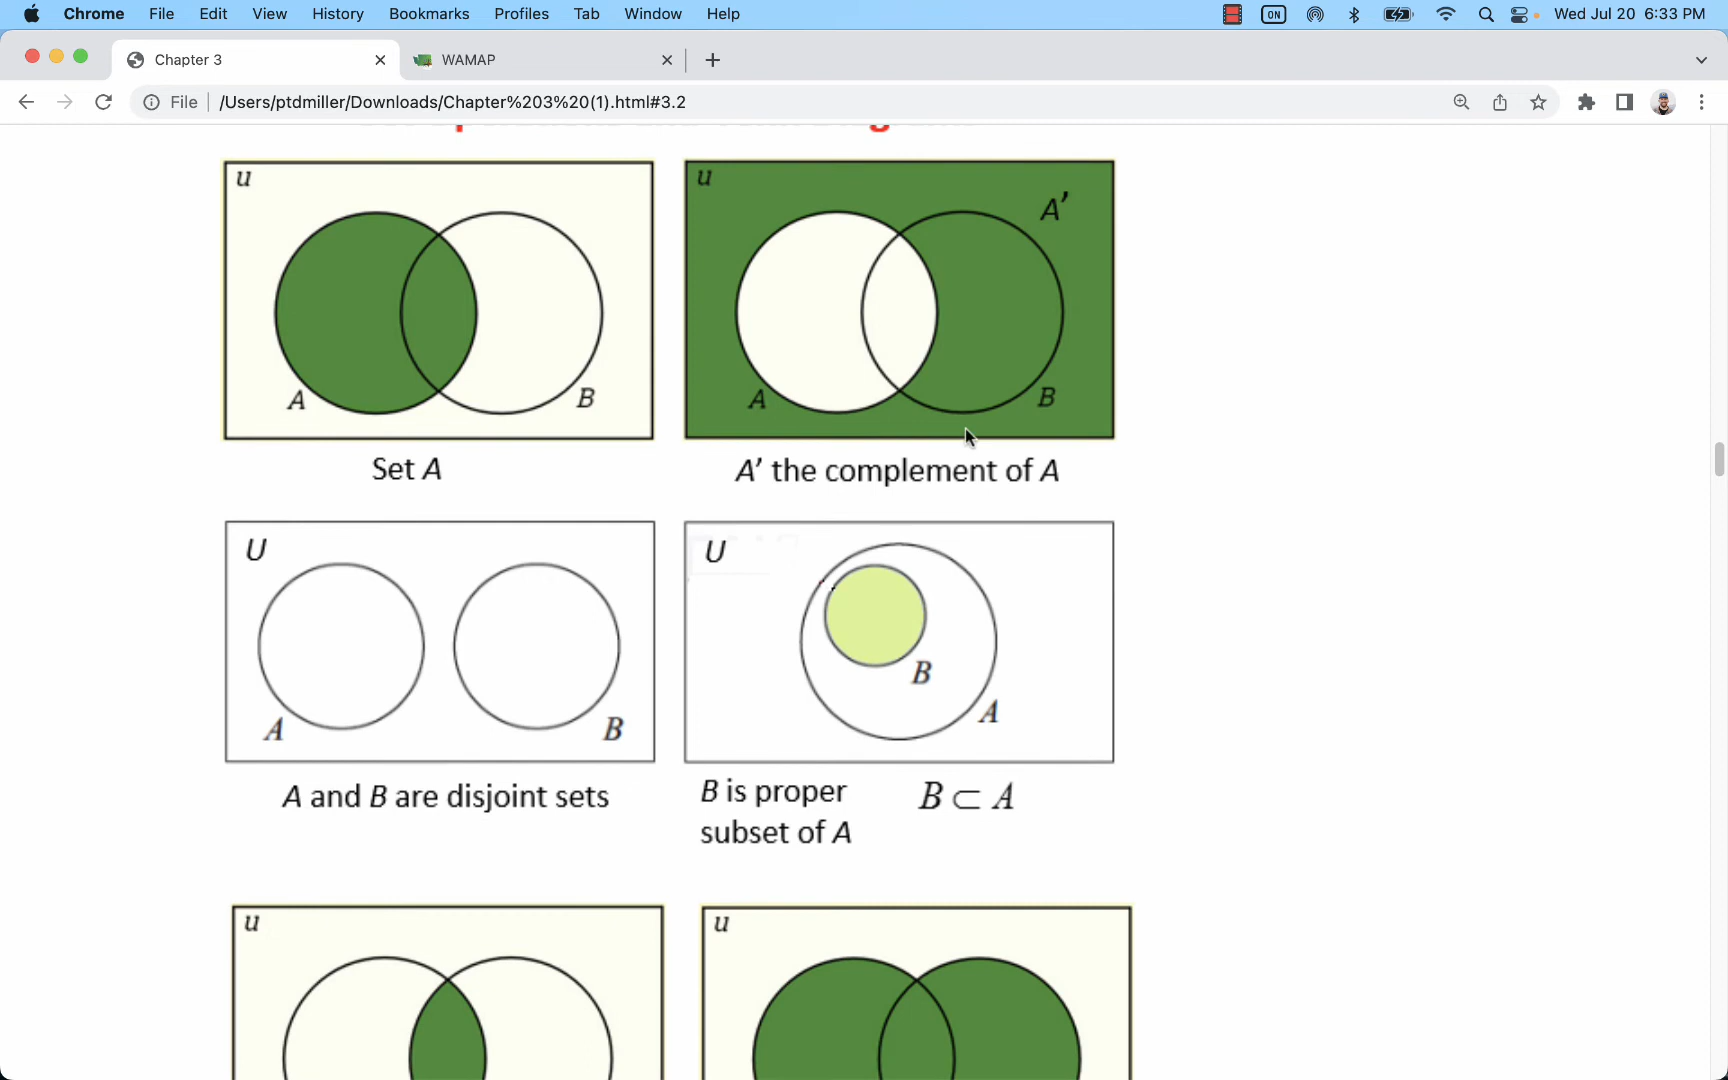 Chrome File Edit View History Bookmarks Profiles Tab Window Help ON Wed Jul 20 6:33 PM
Chapter 3 WAMAP
File /Users/ptdmiller/Downloads/Chapter%203%20(1).html#3.2
u
A B
Set A
u
A′
A B
A′ the complement of A
U
A B
A and B are disjoint sets
U
B
A
B is proper
subset of A
B ⊂ A
u
u